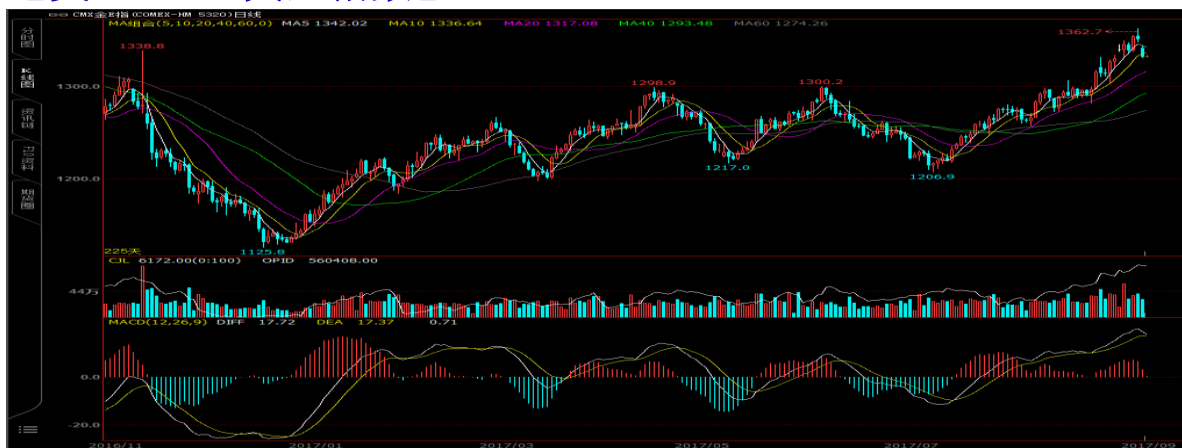 CMX金E指(COMEX-HM 5320)日线
MA组合(5,10,20,40,60,0) MA5 1342.02 MA10 1336.64 MA20 1317.08 MA40 1293.48 MA60 1274.26
分时图
K线图
资讯链
F10资料
期货圈
1362.7
1338.8
1300.0
1298.9
1300.2
1217.0
1206.9
1200.0
1125.8
225天
CJL 6172.00(0:100) OPID 560408.00
44万
MACD(12,26,9) DIFF 17.72 DEA 17.37 0.71
0.0
-20.0
2016/11 2017/01 2017/03 2017/05 2017/07 2017/09